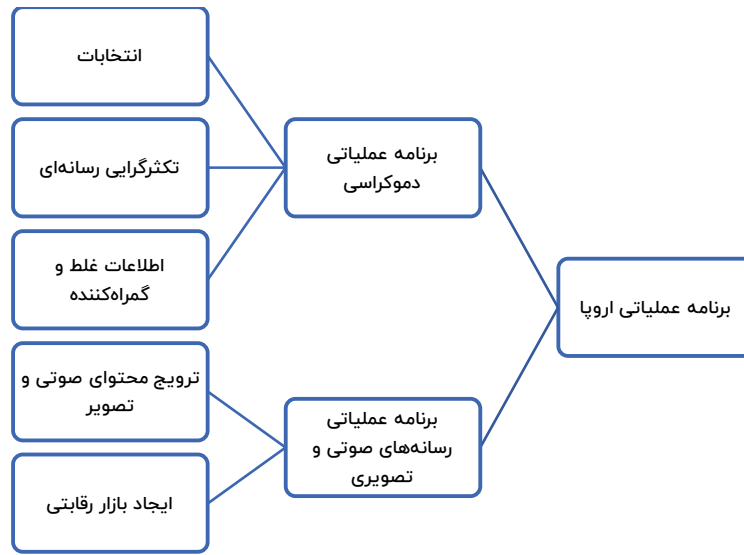 برنامه عملیاتی اروپا
برنامه عملیاتی
دموکراسی
انتخابات
تکثرگرایی رسانه‌ای
اطلاعات غلط و
گمراه‌کننده
برنامه عملیاتی
رسانه‌های صوتی و
تصویری
ترویج محتوای صوتی و
تصویر
ایجاد بازار رقابتی